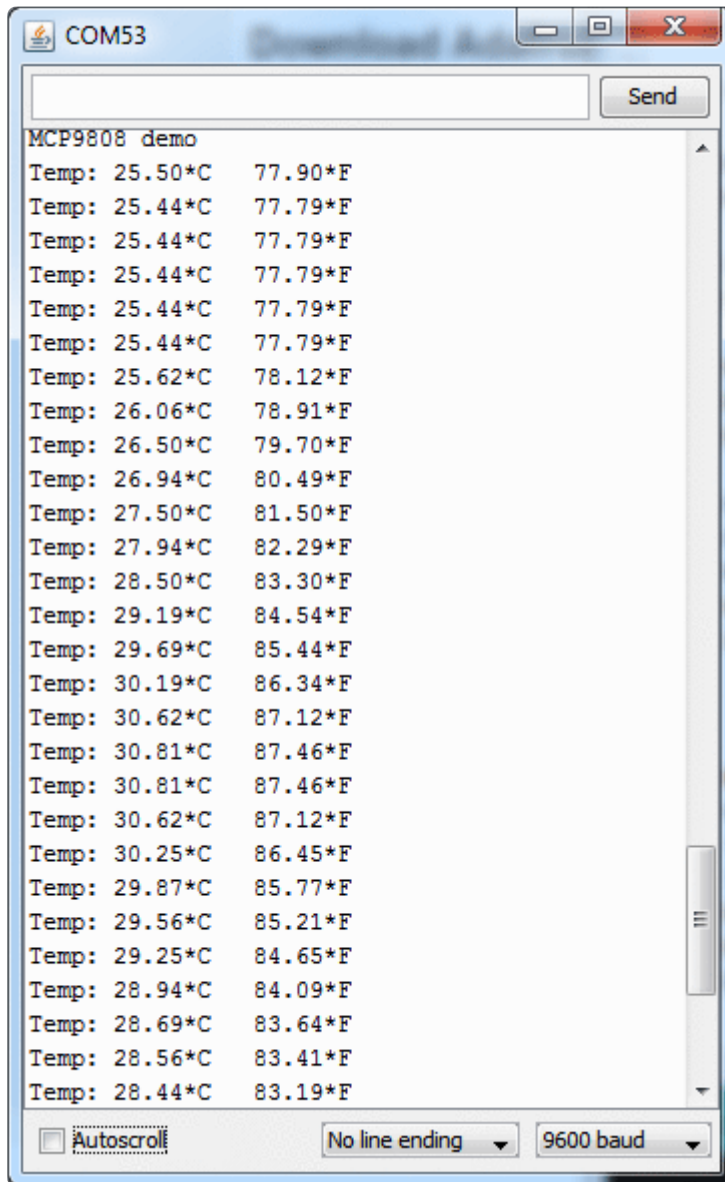 COM53
Send
MCP9808 demo
Temp: 25.50*C   77.90*F
Temp: 25.44*C   77.79*F
Temp: 25.44*C   77.79*F
Temp: 25.44*C   77.79*F
Temp: 25.44*C   77.79*F
Temp: 25.44*C   77.79*F
Temp: 25.62*C   78.12*F
Temp: 26.06*C   78.91*F
Temp: 26.50*C   79.70*F
Temp: 26.94*C   80.49*F
Temp: 27.50*C   81.50*F
Temp: 27.94*C   82.29*F
Temp: 28.50*C   83.30*F
Temp: 29.19*C   84.54*F
Temp: 29.69*C   85.44*F
Temp: 30.19*C   86.34*F
Temp: 30.62*C   87.12*F
Temp: 30.81*C   87.46*F
Temp: 30.81*C   87.46*F
Temp: 30.62*C   87.12*F
Temp: 30.25*C   86.45*F
Temp: 29.87*C   85.77*F
Temp: 29.56*C   85.21*F
Temp: 29.25*C   84.65*F
Temp: 28.94*C   84.09*F
Temp: 28.69*C   83.64*F
Temp: 28.56*C   83.41*F
Temp: 28.44*C   83.19*F
Autoscroll No line ending 9600 baud